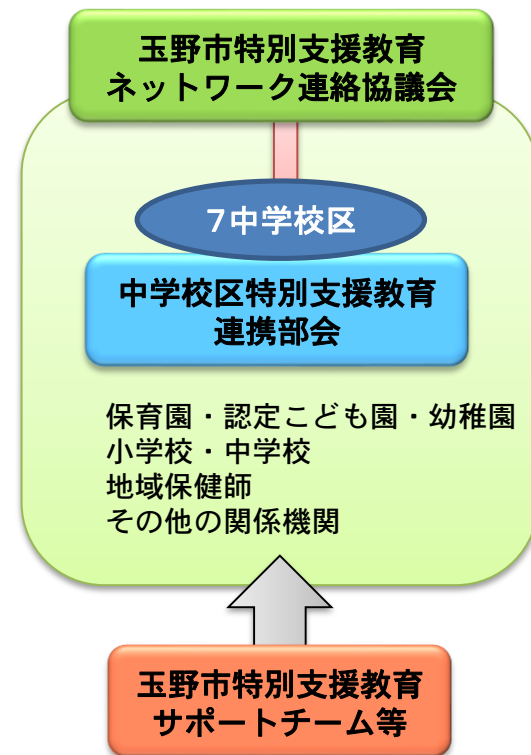 玉野市特別支援教育
ネットワーク連絡協議会
7中学校区
中学校区特別支援教育
連携部会
保育園・認定こども園・幼稚園
小学校・中学校
地域保健師
その他の関係機関
玉野市特別支援教育
サポートチーム等